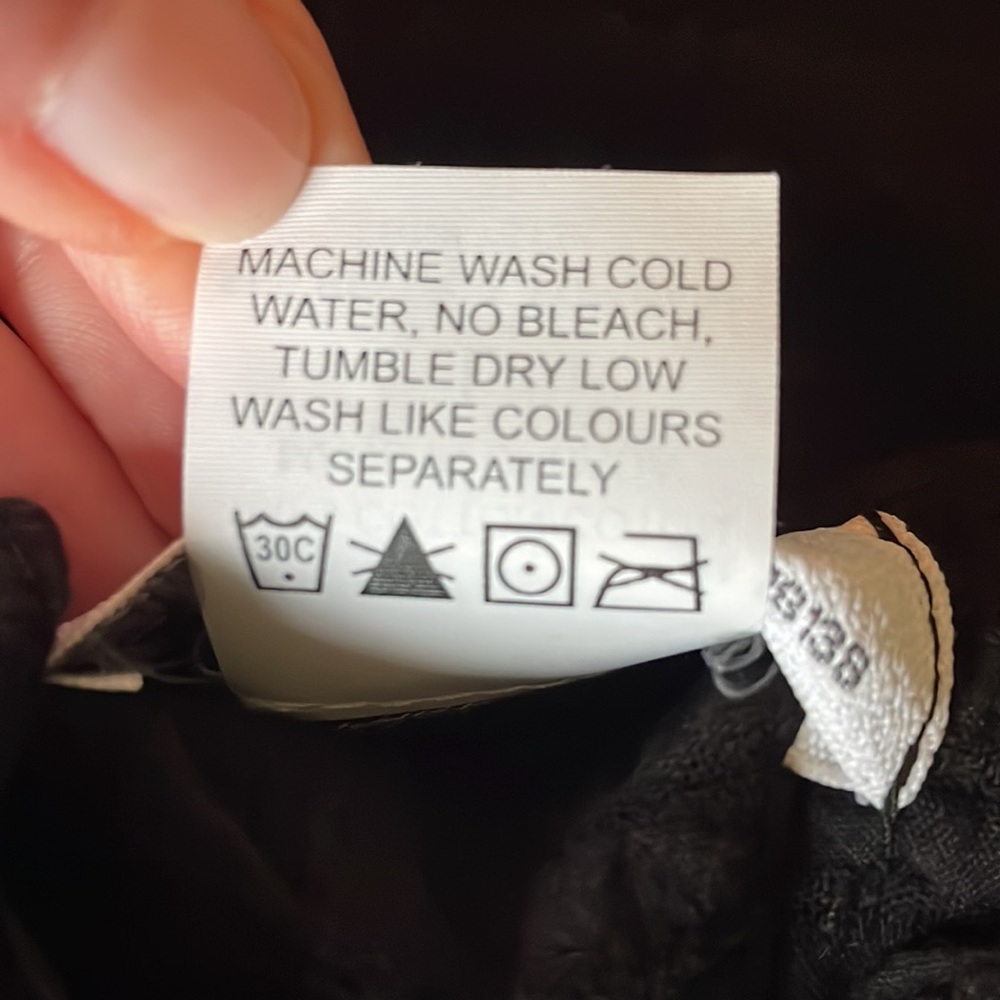 MACHINE WASH COLD
WATER, NO BLEACH,
TUMBLE DRY LOW
WASH LIKE COLOURS
SEPARATELY
30C